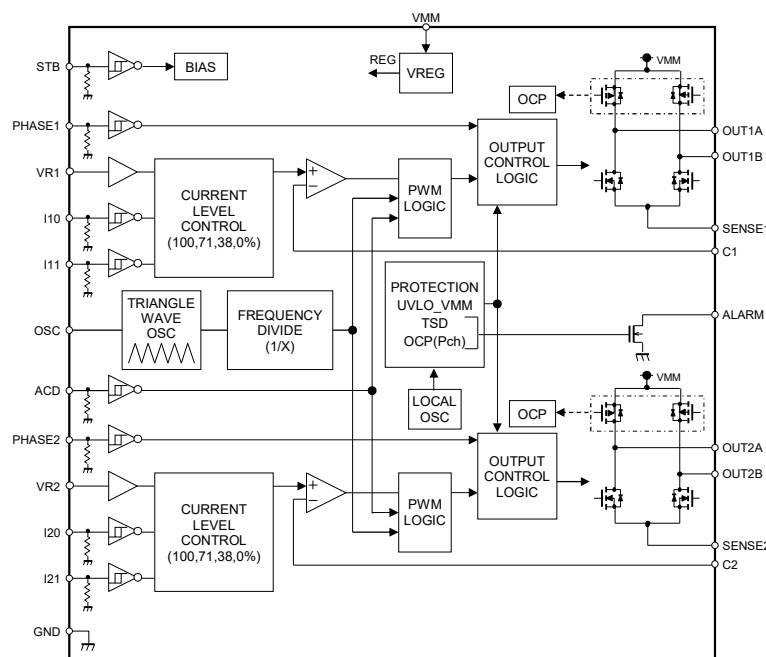 VMM
STB
BIAS
REG
VREG
VMM
OCP
PHASE1
OUTPUT
CONTROL
LOGIC
OUT1A
OUT1B
VR1
CURRENT
LEVEL
CONTROL
(100,71,38,0%)
+
−
PWM
LOGIC
I10
SENSE1
I11
C1
TRIANGLE
WAVE
OSC
FREQUENCY
DIVIDE
(1/X)
PROTECTION
UVLO_VMM
TSD
OCP(Pch)
ALARM
OSC
ACD
LOCAL
OSC
VMM
OCP
PHASE2
OUTPUT
CONTROL
LOGIC
OUT2A
OUT2B
VR2
CURRENT
LEVEL
CONTROL
(100,71,38,0%)
+
−
PWM
LOGIC
I20
SENSE2
I21
C2
GND